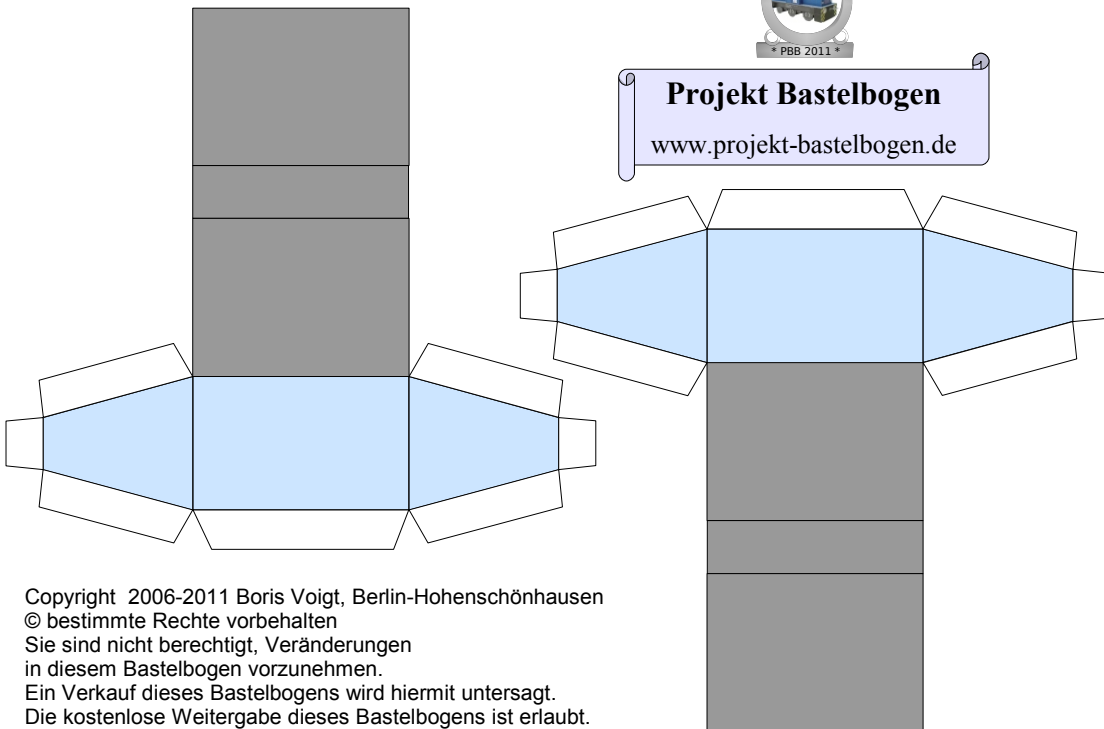 * PBB 2011 *
Projekt Bastelbogen
www.projekt-bastelbogen.de
Copyright  2006-2011 Boris Voigt, Berlin-Hohenschönhausen
© bestimmte Rechte vorbehalten
Sie sind nicht berechtigt, Veränderungen
in diesem Bastelbogen vorzunehmen.
Ein Verkauf dieses Bastelbogens wird hiermit untersagt.
Die kostenlose Weitergabe dieses Bastelbogens ist erlaubt.